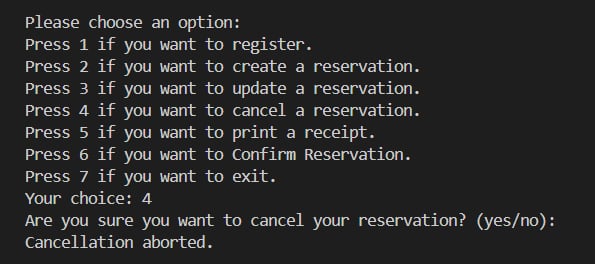 Please choose an option:
Press 1 if you want to register.
Press 2 if you want to create a reservation.
Press 3 if you want to update a reservation.
Press 4 if you want to cancel a reservation.
Press 5 if you want to print a receipt.
Press 6 if you want to Confirm Reservation.
Press 7 if you want to exit.
Your choice: 4
Are you sure you want to cancel your reservation? (yes/no):
Cancellation aborted.